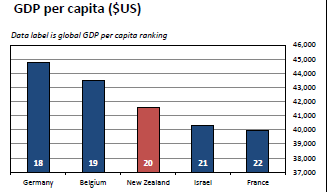 GDP per capita ($US)
Data label is global GDP per capita ranking
46,000
45,000
44,000
43,000
42,000
41,000
40,000
39,000
38,000
37,000
18 19 20 21 22
Germany Belgium New Zealand Israel France